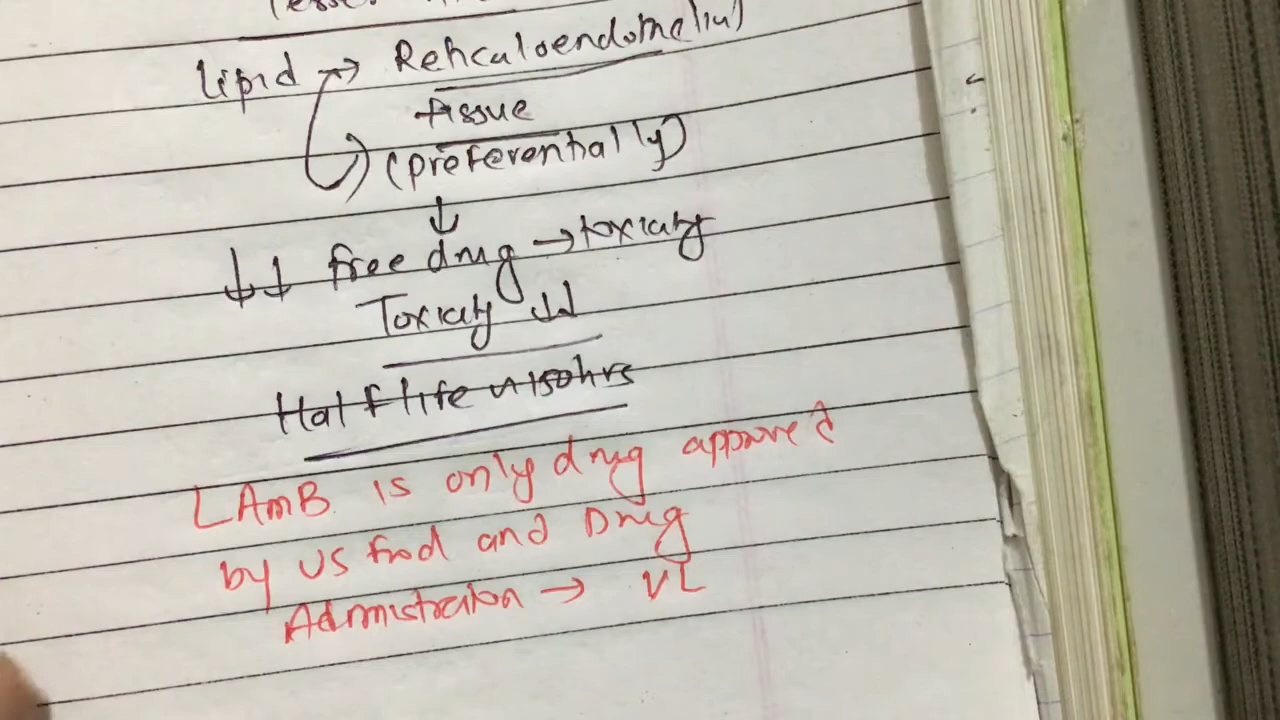 Lipid → Reticuloendothelial
tissue
(preferentially)
↓
↓↓ free drug → toxicity
Toxicity ↓↓
Half life ~ 150hrs
LAmB is only drug approved
by US Food and Drug
Admistration → VL